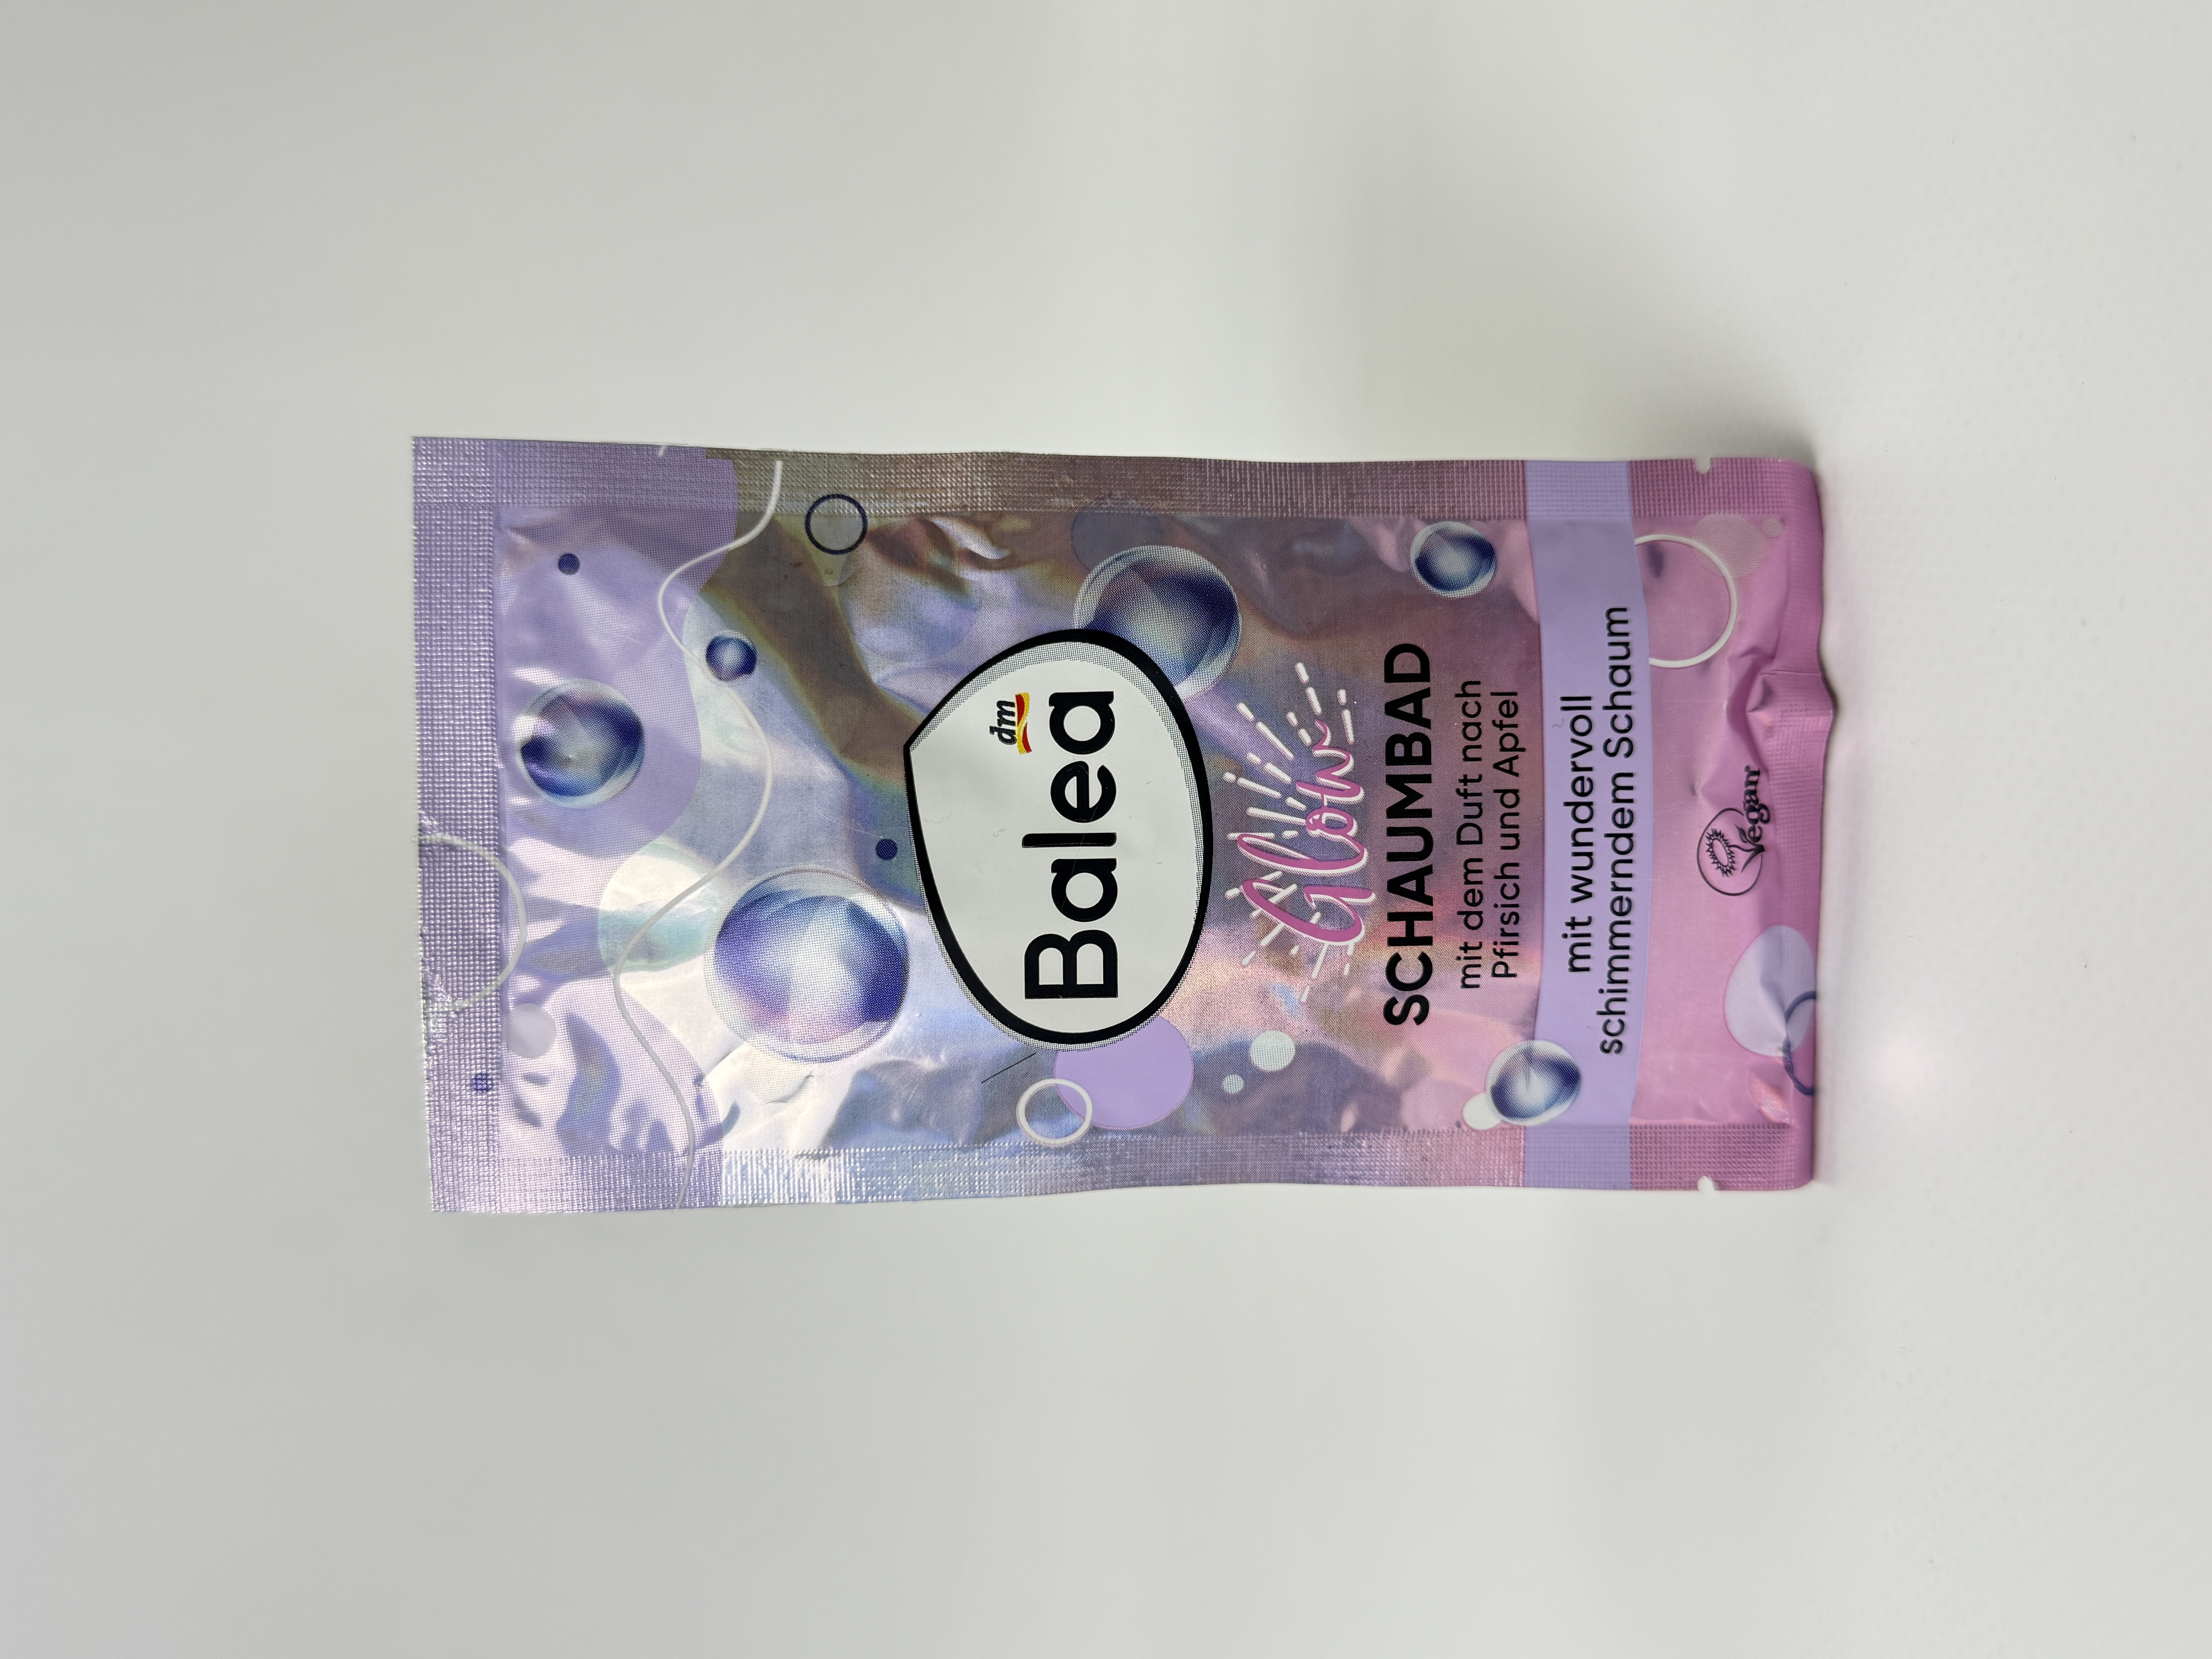 dm
Balea
Glow
SCHAUMBAD
mit dem Duft nach
Pfirsich und Apfel
mit wundervoll
schimmerndem Schaum
Vegan